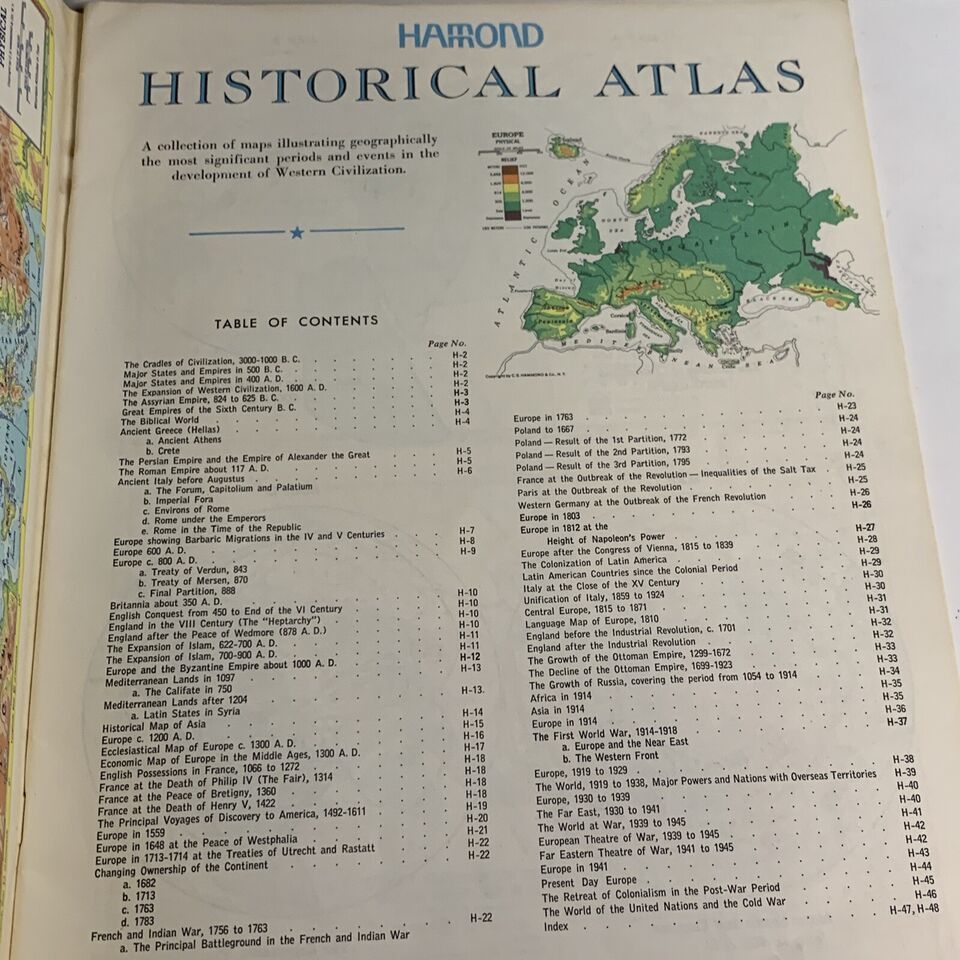 HAMMOND
HISTORICAL ATLAS
A collection of maps illustrating geographically
the most significant periods and events in the
development of Western Civilization.
EUROPE
PHYSICAL
RELIEF
ATLANTIC OCEAN
NORTH SEA
GREAT PLAIN
BLACK SEA
MEDITERRANEAN SEA
Corsica
Sardinia
Peninsula
Copyright by C. S. HAMMOND & Co., N. Y.
PHYSICAL
TABLE OF CONTENTS
Page No.
The Cradles of Civilization, 3000-1000 B. C. H-2
Major States and Empires in 500 B. C. H-2
Major States and Empires in 400 A. D. H-2
The Expansion of Western Civilization, 1600 A. D. H-2
The Assyrian Empire, 824 to 625 B. C. H-3
Great Empires of the Sixth Century B. C. H-3
The Biblical World H-4
Ancient Greece (Hellas) H-4
a. Ancient Athens
b. Crete
The Persian Empire and the Empire of Alexander the Great H-5
The Roman Empire about 117 A. D. H-5
Ancient Italy before Augustus H-6
a. The Forum, Capitolium and Palatium
b. Imperial Fora
c. Environs of Rome
d. Rome under the Emperors
e. Rome in the Time of the Republic
Europe showing Barbaric Migrations in the IV and V Centuries H-7
Europe 600 A. D. H-8
Europe c. 800 A. D. H-9
a. Treaty of Verdun, 843
b. Treaty of Mersen, 870
c. Final Partition, 888
Britannia about 350 A. D. H-10
English Conquest from 450 to End of the VI Century H-10
England in the VIII Century (The "Heptarchy") H-10
England after the Peace of Wedmore (878 A. D.) H-10
The Expansion of Islam, 622-700 A. D. H-11
The Expansion of Islam, 700-900 A. D. H-11
Europe and the Byzantine Empire about 1000 A. D. H-12
Mediterranean Lands in 1097 H-13
a. The Califate in 750
Mediterranean Lands after 1204 H-13.
a. Latin States in Syria
Historical Map of Asia H-14
Europe c. 1200 A. D. H-15
Ecclesiastical Map of Europe c. 1300 A. D. H-16
Economic Map of Europe in the Middle Ages, 1300 A. D. H-17
English Possessions in France, 1066 to 1272 H-18
France at the Death of Philip IV (The Fair), 1314 H-18
France at the Peace of Bretigny, 1360 H-18
France at the Death of Henry V, 1422 H-18
The Principal Voyages of Discovery to America, 1492-1611 H-19
Europe in 1559 H-20
Europe in 1648 at the Peace of Westphalia H-21
Europe in 1713-1714 at the Treaties of Utrecht and Rastatt H-22
Changing Ownership of the Continent H-22
a. 1682
b. 1713
c. 1763
d. 1783
French and Indian War, 1756 to 1763 H-22
a. The Principal Battleground in the French and Indian War
Page No.
Europe in 1763 H-23
Poland to 1667 H-24
Poland — Result of the 1st Partition, 1772 H-24
Poland — Result of the 2nd Partition, 1793 H-24
Poland — Result of the 3rd Partition, 1795 H-24
France at the Outbreak of the Revolution — Inequalities of the Salt Tax H-25
Paris at the Outbreak of the Revolution H-25
Western Germany at the Outbreak of the French Revolution H-26
Europe in 1803 H-26
Europe in 1812 at the
Height of Napoleon's Power H-27
Europe after the Congress of Vienna, 1815 to 1839 H-28
The Colonization of Latin America H-29
Latin American Countries since the Colonial Period H-29
Italy at the Close of the XV Century H-30
Unification of Italy, 1859 to 1924 H-30
Central Europe, 1815 to 1871 H-31
Language Map of Europe, 1810 H-31
England before the Industrial Revolution, c. 1701 H-32
England after the Industrial Revolution H-32
The Growth of the Ottoman Empire, 1299-1672 H-33
The Decline of the Ottoman Empire, 1699-1923 H-33
The Growth of Russia, covering the period from 1054 to 1914 H-34
Africa in 1914 H-35
Asia in 1914 H-35
Europe in 1914 H-36
The First World War, 1914-1918 H-37
a. Europe and the Near East
b. The Western Front
Europe, 1919 to 1929 H-38
The World, 1919 to 1938, Major Powers and Nations with Overseas Territories H-39
Europe, 1930 to 1939 H-40
The Far East, 1930 to 1941 H-40
The World at War, 1939 to 1945 H-41
European Theatre of War, 1939 to 1945 H-42
Far Eastern Theatre of War, 1941 to 1945 H-42
Europe in 1941 H-43
Present Day Europe H-44
The Retreat of Colonialism in the Post-War Period H-45
The World of the United Nations and the Cold War H-46
Index H-47, H-48